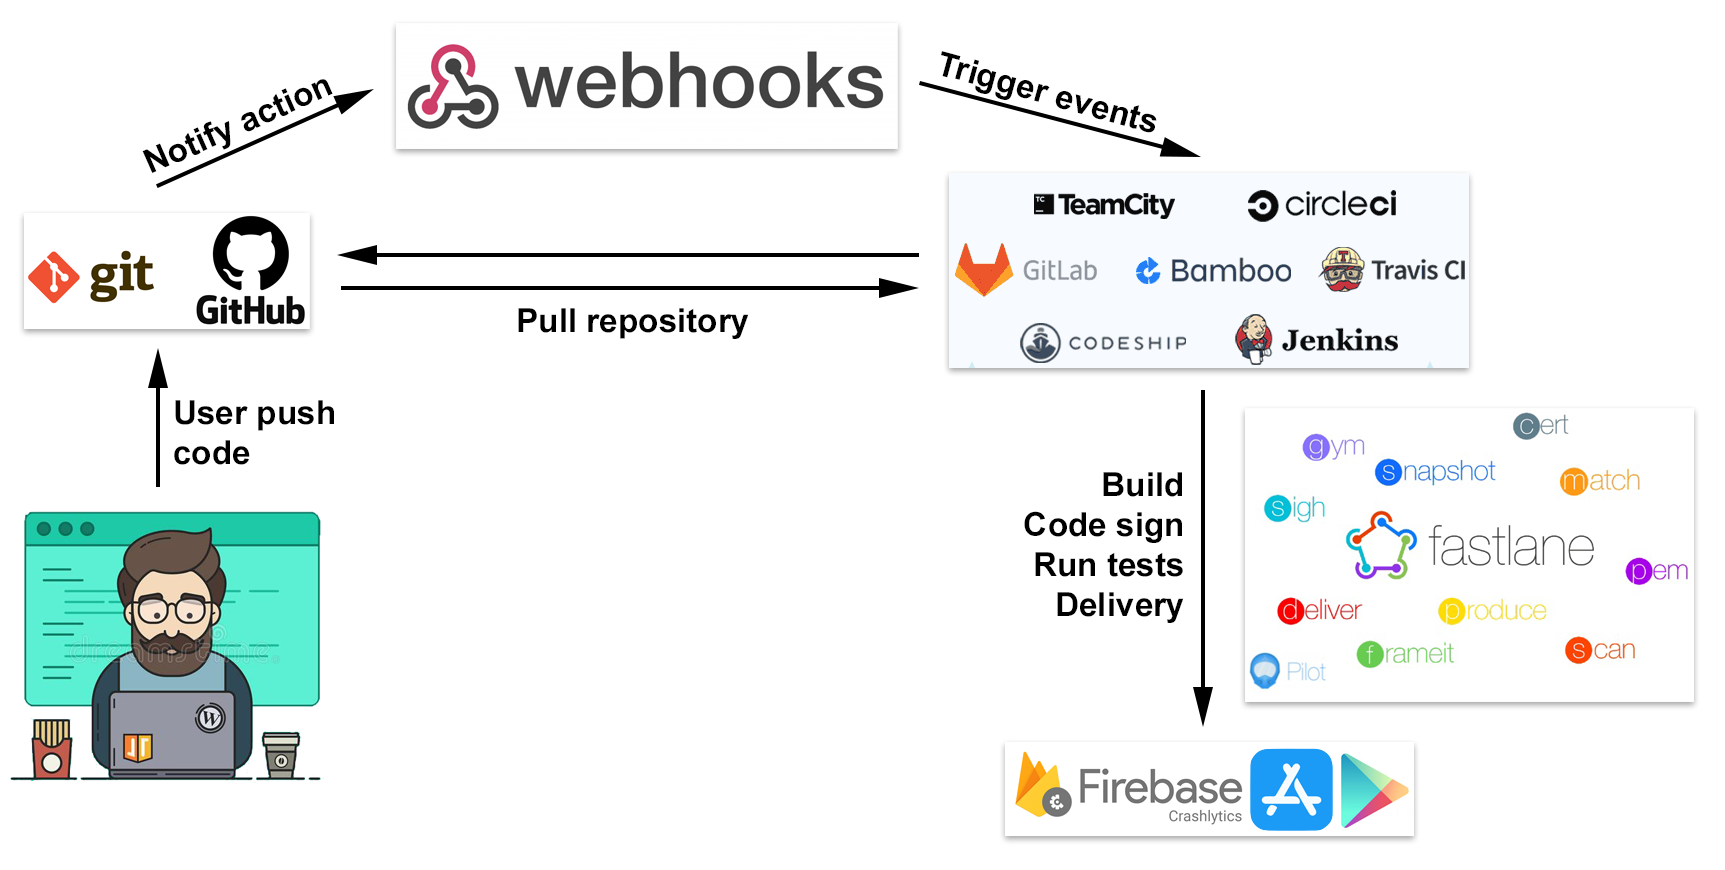 webhooks
Notify action
Trigger events
TC
TeamCity
circleci
git
GitHub
GitLab
Bamboo
Travis CI
Pull repository
CODESHIP
Jenkins
User push
code
cert
gym
snapshot
match
sigh
Build
Code sign
Run tests
Delivery
fastlane
pem
deliver
produce
frameit
scan
Pilot
dreamstime.
W
Firebase
Crashlytics